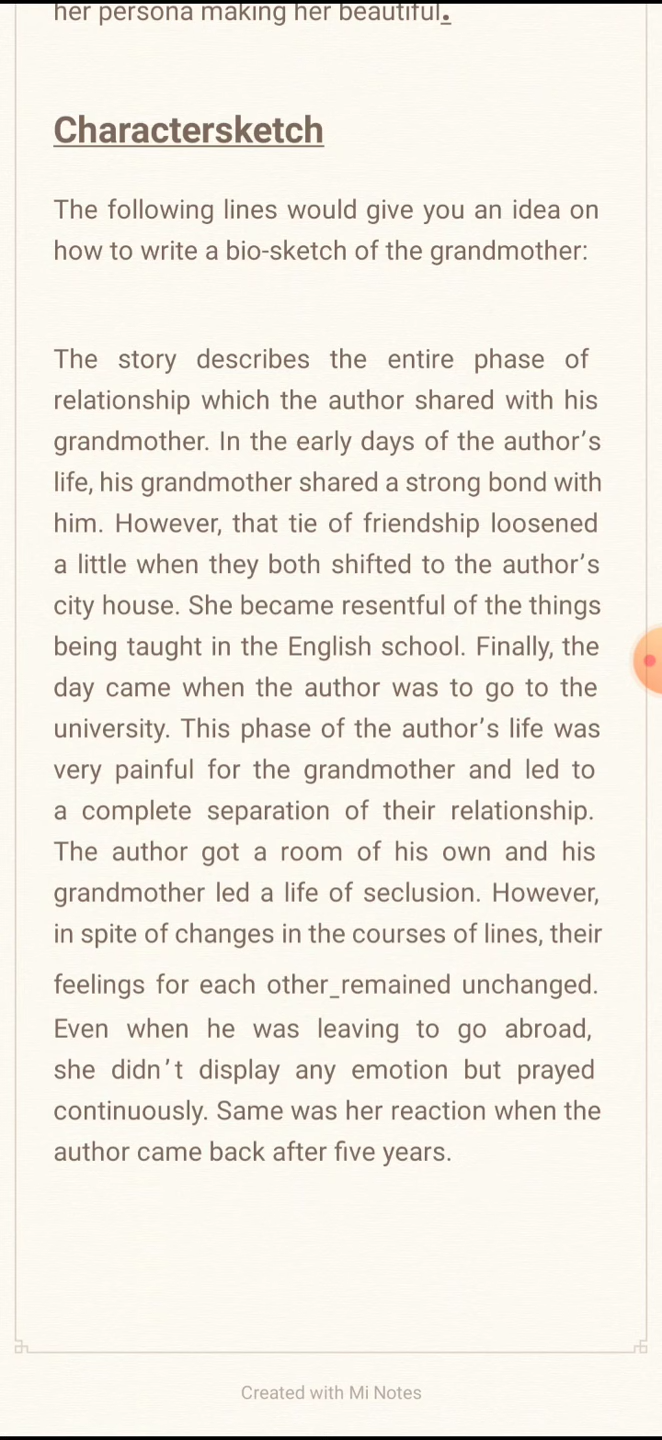 her persona making her beautiful.
Charactersketch
The following lines would give you an idea on
how to write a bio-sketch of the grandmother:
The story describes the entire phase of
relationship which the author shared with his
grandmother. In the early days of the author’s
life, his grandmother shared a strong bond with
him. However, that tie of friendship loosened
a little when they both shifted to the author’s
city house. She became resentful of the things
being taught in the English school. Finally, the
day came when the author was to go to the
university. This phase of the author’s life was
very painful for the grandmother and led to
a complete separation of their relationship.
The author got a room of his own and his
grandmother led a life of seclusion. However,
in spite of changes in the courses of lines, their
feelings for each other_remained unchanged.
Even when he was leaving to go abroad,
she didn’t display any emotion but prayed
continuously. Same was her reaction when the
author came back after five years.
Created with Mi Notes